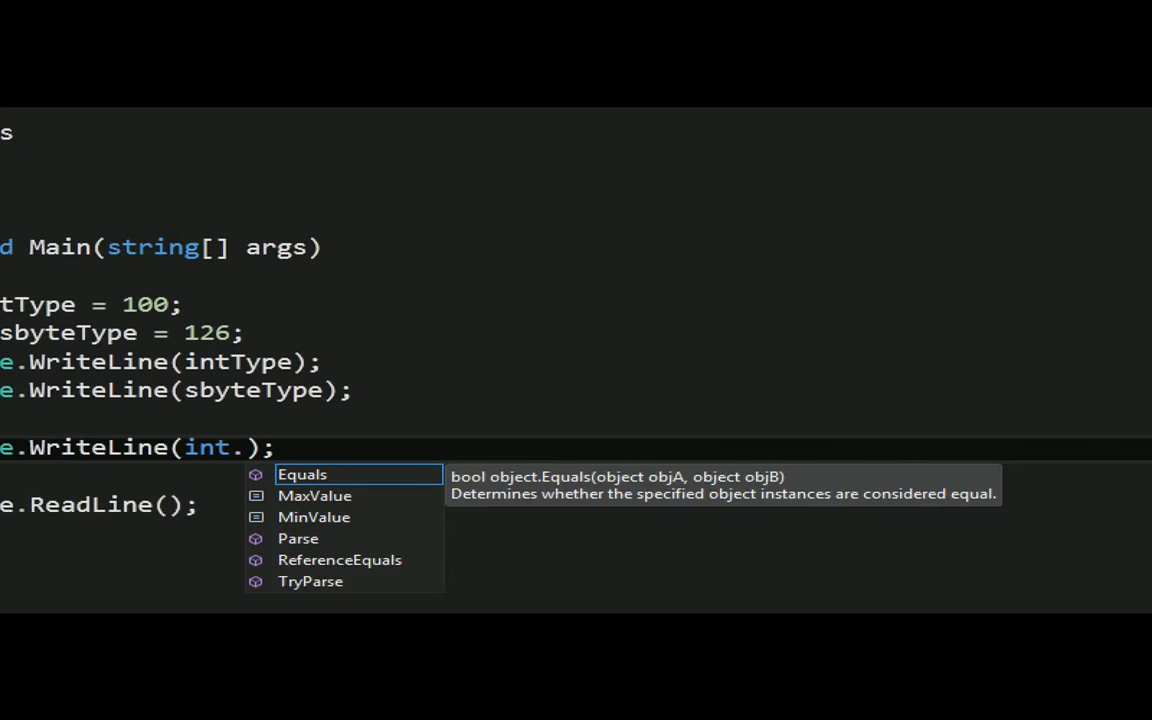 s
d Main(string[] args)
tType = 100;
sbyteType = 126;
e.WriteLine(intType);
e.WriteLine(sbyteType);
e.WriteLine(int.);
Equals
bool object.Equals(object objA, object objB)
Determines whether the specified object instances are considered equal.
MaxValue
MinValue
e.ReadLine();
Parse
ReferenceEquals
TryParse